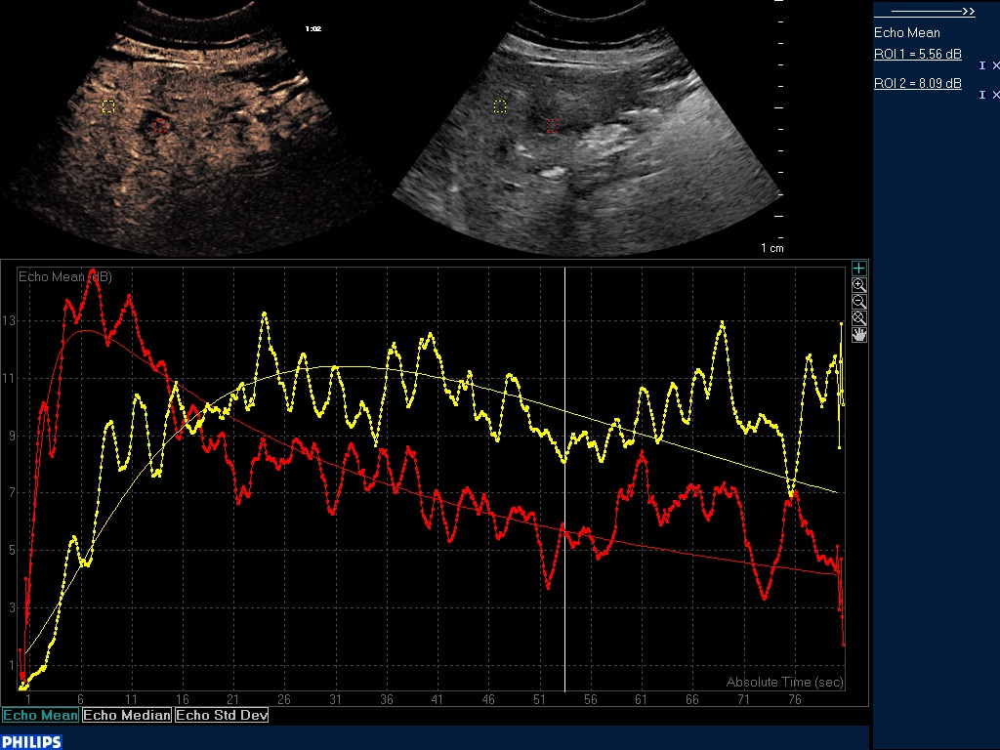 1:02
1 cm
Echo Mean
ROI 1 = 5.56 dB
I X
ROI 2 = 8.09 dB
I X
Echo Mean (dB)
13
11
9
7
5
3
1
Absolute Time (sec)
1 6 11 16 21 26 31 36 41 46 51 56 61 66 71 76
Echo Mean Echo Median Echo Std Dev
PHILIPS